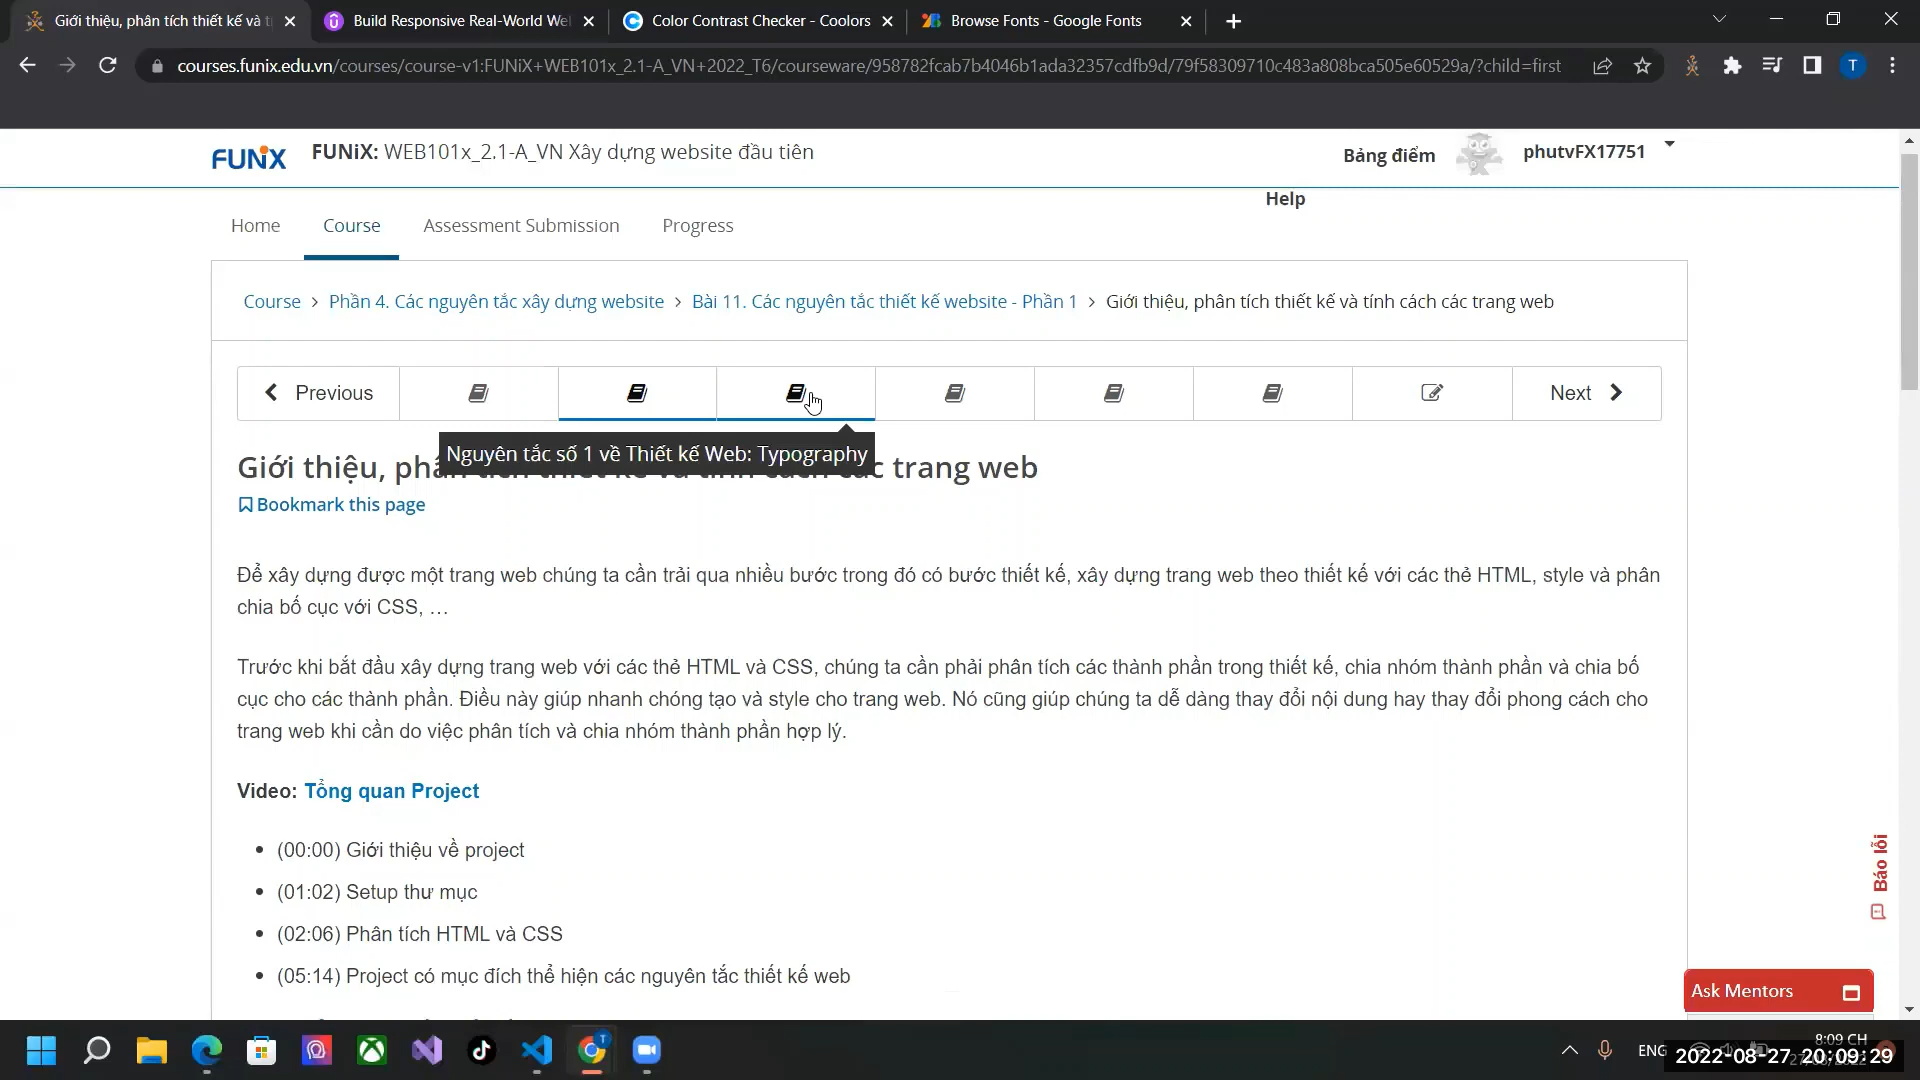 Giới thiệu, phân tích thiết kế và t
Build Responsive Real-World We
Color Contrast Checker - Coolors
Browse Fonts - Google Fonts
courses.funix.edu.vn/courses/course-v1:FUNiX+WEB101x_2.1-A_VN+2022_T6/courseware/958782fcab7b4046b1ada32357cdfb9d/79f58309710c483a808bca505e60529a/?child=first
T
FUNiX
FUNiX: WEB101x_2.1-A_VN Xây dựng website đầu tiên
Bảng điểm
phutvFX17751
Help
Home
Course
Assessment Submission
Progress
Course > Phần 4. Các nguyên tắc xây dựng website > Bài 11. Các nguyên tắc thiết kế website - Phần 1 > Giới thiệu, phân tích thiết kế và tính cách các trang web
Previous
Next
Nguyên tắc số 1 về Thiết kế Web: Typography
Giới thiệu, phân tích thiết kế và tính cách các trang web
Bookmark this page
Để xây dựng được một trang web chúng ta cần trải qua nhiều bước trong đó có bước thiết kế, xây dựng trang web theo thiết kế với các thẻ HTML, style và phân
chia bố cục với CSS, …
Trước khi bắt đầu xây dựng trang web với các thẻ HTML và CSS, chúng ta cần phải phân tích các thành phần trong thiết kế, chia nhóm thành phần và chia bố
cục cho các thành phần. Điều này giúp nhanh chóng tạo và style cho trang web. Nó cũng giúp chúng ta dễ dàng thay đổi nội dung hay thay đổi phong cách cho
trang web khi cần do việc phân tích và chia nhóm thành phần hợp lý.
Video: Tổng quan Project
• (00:00) Giới thiệu về project
• (01:02) Setup thư mục
• (02:06) Phân tích HTML và CSS
• (05:14) Project có mục đích thể hiện các nguyên tắc thiết kế web
Báo lỗi
Ask Mentors
T
ENG
8:09 CH
2022-08-27 20:09:29